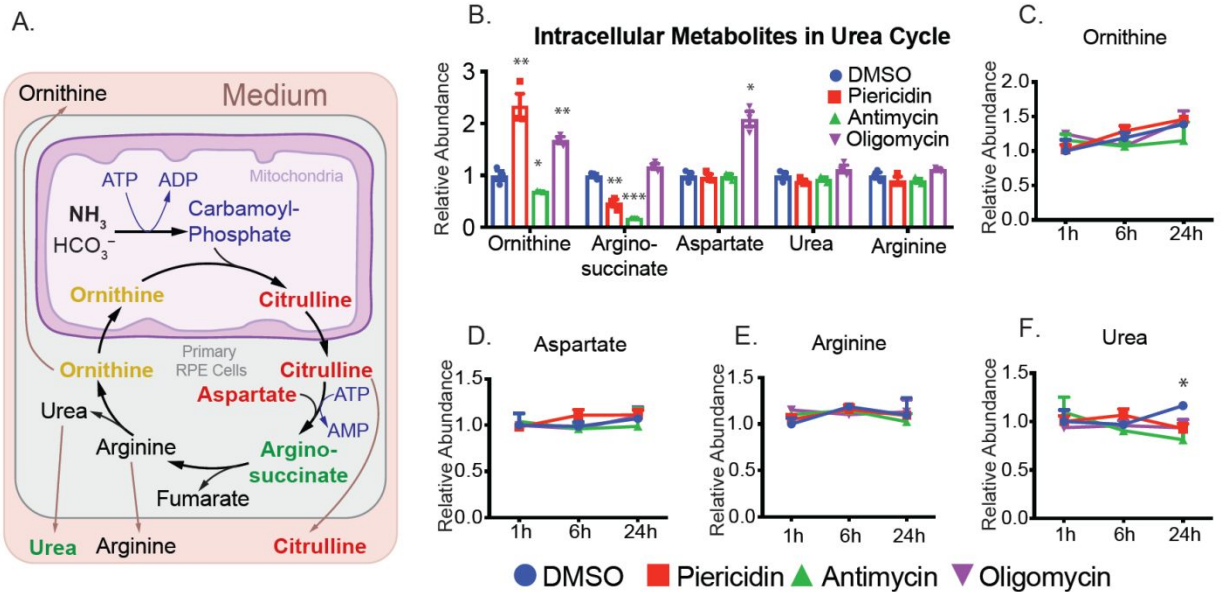 A.
Ornithine
Medium
Mitochondria
ATP
ADP
NH3
HCO3−
Carbamoyl-
Phosphate
Ornithine
Citrulline
Ornithine
Primary
RPE Cells
Citrulline
Aspartate
ATP
AMP
Urea
Arginine
Argino-
succinate
Fumarate
Urea
Arginine
Citrulline
B.
Intracellular Metabolites in Urea Cycle
Relative Abundance
3
2
1
0
**
*
**
**
***
*
DMSO
Piericidin
Antimycin
Oligomycin
Ornithine
Argino-
succinate
Aspartate
Urea
Arginine
C.
Ornithine
Relative Abundance
2.0
1.5
1.0
0.5
0.0
1h
6h
24h
D.
Aspartate
Relative Abundance
1.5
1.0
0.5
0.0
1h
6h
24h
E.
Arginine
Relative Abundance
1.5
1.0
0.5
0.0
1h
6h
24h
F.
Urea
Relative Abundance
1.5
1.0
0.5
0.0
*
1h
6h
24h
DMSO
Piericidin
Antimycin
Oligomycin